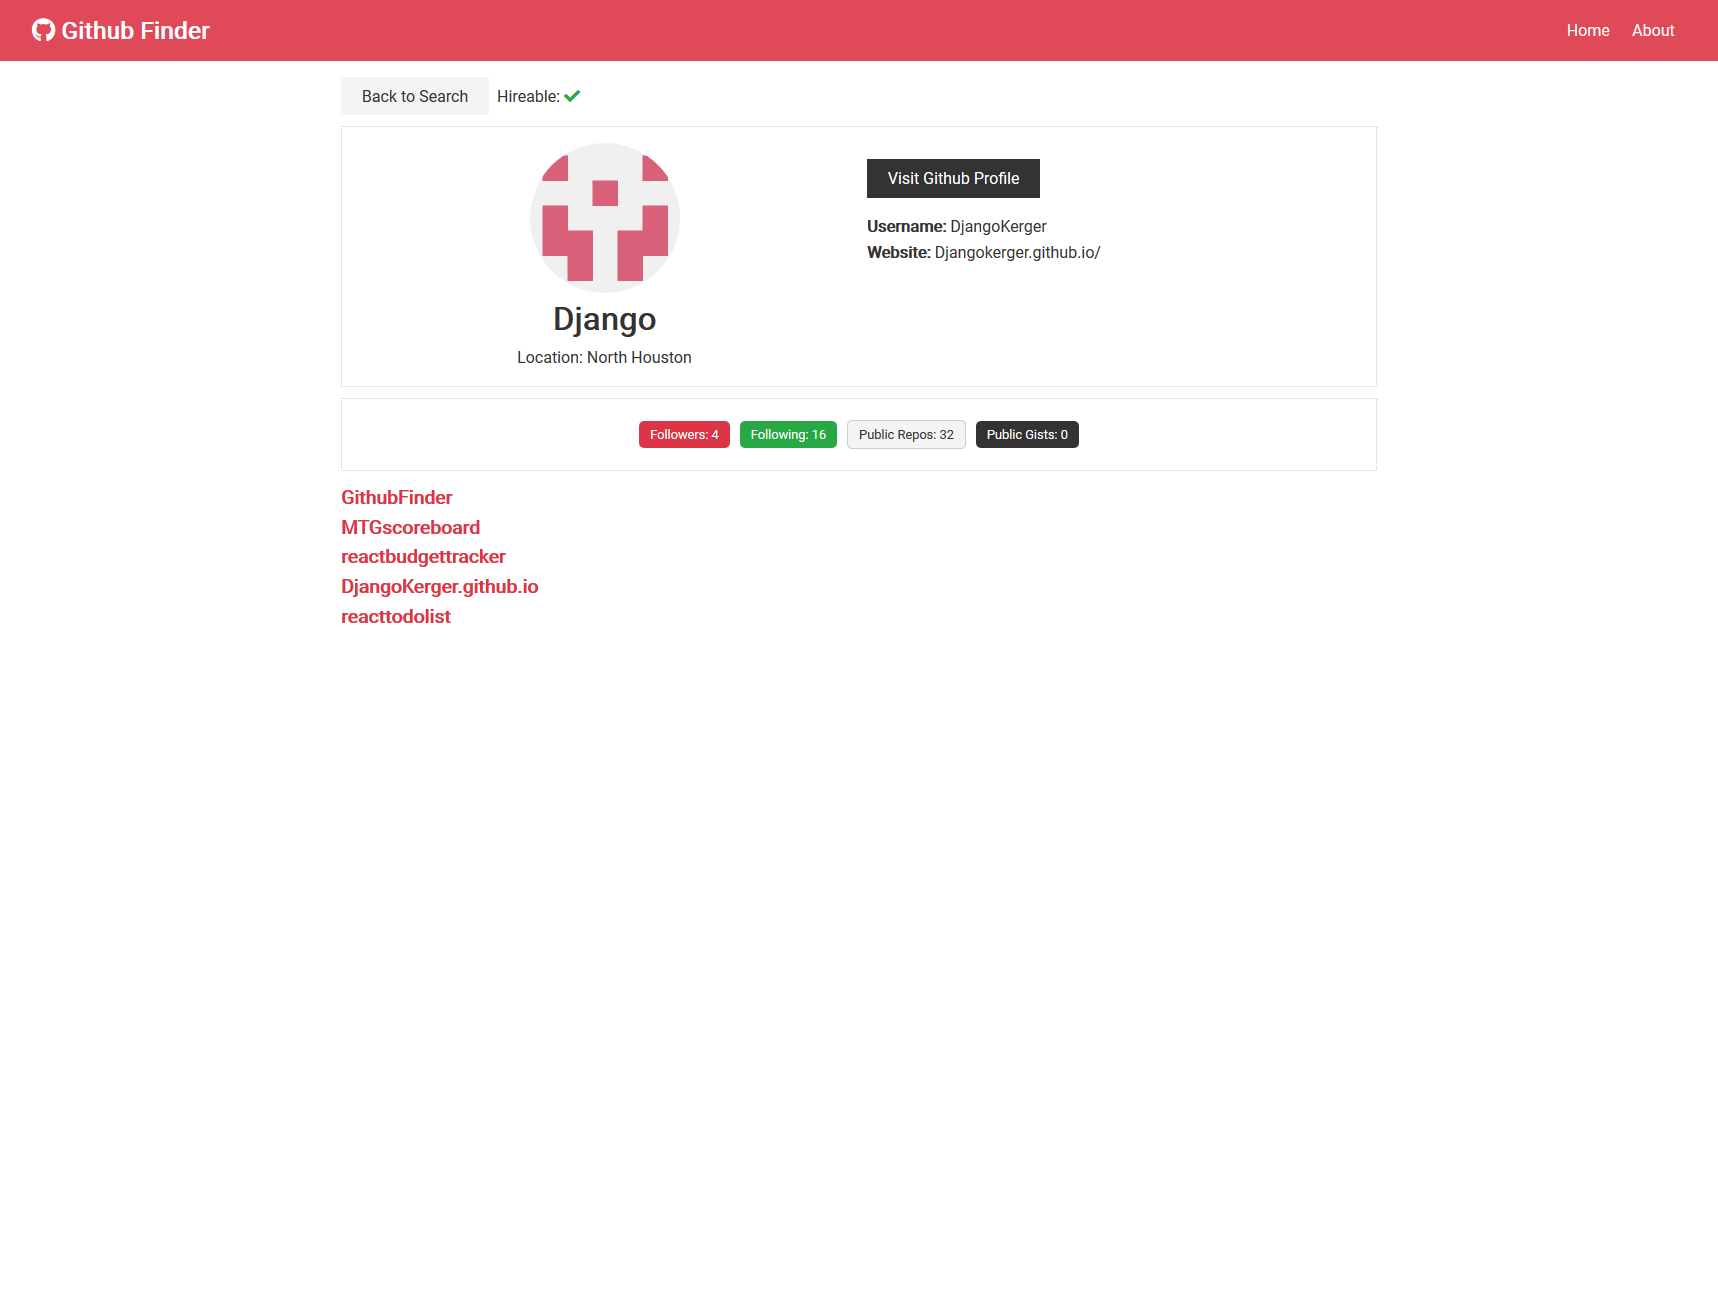 Github Finder
Home
About
Back to Search
Hireable:
Django
Location: North Houston
Visit Github Profile
Username: DjangoKerger
Website: Djangokerger.github.io/
Followers: 4
Following: 16
Public Repos: 32
Public Gists: 0
GithubFinder
MTGscoreboard
reactbudgettracker
DjangoKerger.github.io
reacttodolist